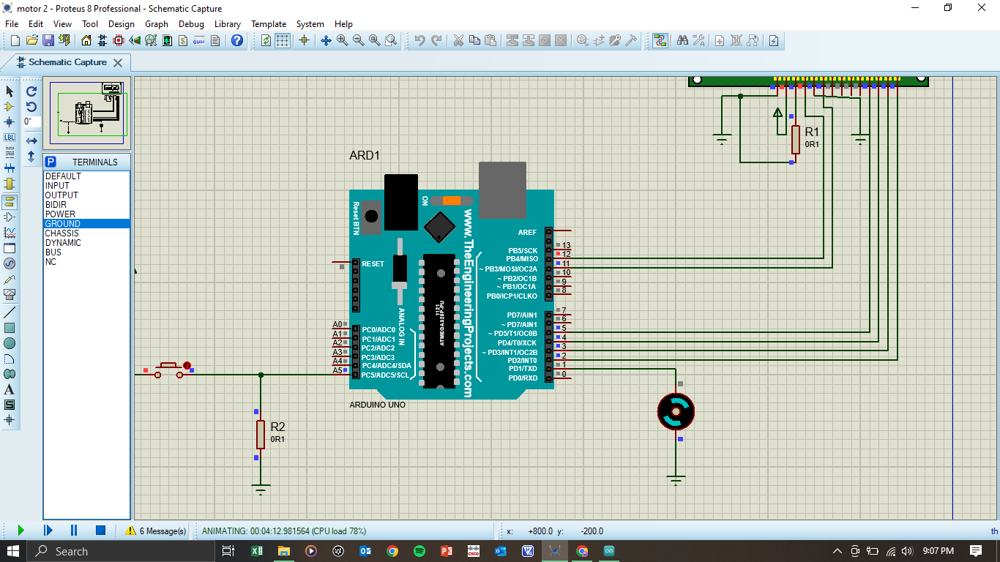 motor 2 - Proteus 8 Professional - Schematic Capture
File Edit View Tool Design Graph Debug Library Template System Help
Schematic Capture
0°
LBL
A
S
P TERMINALS
DEFAULT
INPUT
OUTPUT
BIDIR
POWER
GROUND
CHASSIS
DYNAMIC
BUS
NC
R1
0R1
ARD1
Reset BTN
ON
www.TheEngineeringProjects.com
1121
ATMEGA328P-PU
ANALOG IN
RESET
AREF
13
PB5/SCK
12
PB4/MISO
11
~ PB3/MOSI/OC2A
10
~ PB2/OC1B
9
~ PB1/OC1A
8
PB0/ICP1/CLKO
7
PD7/AIN1
6
~ PD7/AIN1
5
~ PD5/T1/OC0B
4
PD4/T0/XCK
3
~ PD3/INT1/OC2B
2
PD2/INT0
1
PD1/TXD
0
PD0/RXD
A0 PC0/ADC0
A1 PC1/ADC1
A2 PC2/ADC2
A3 PC3/ADC3
A4 PC4/ADC4/SDA
A5 PC5/ADC5/SCL
ARDUINO UNO
R2
0R1
6 Message(s) ANIMATING: 00:04:12.981564 (CPU load 78%) x: +800.0 y: -200.0 th
Search
9:07 PM